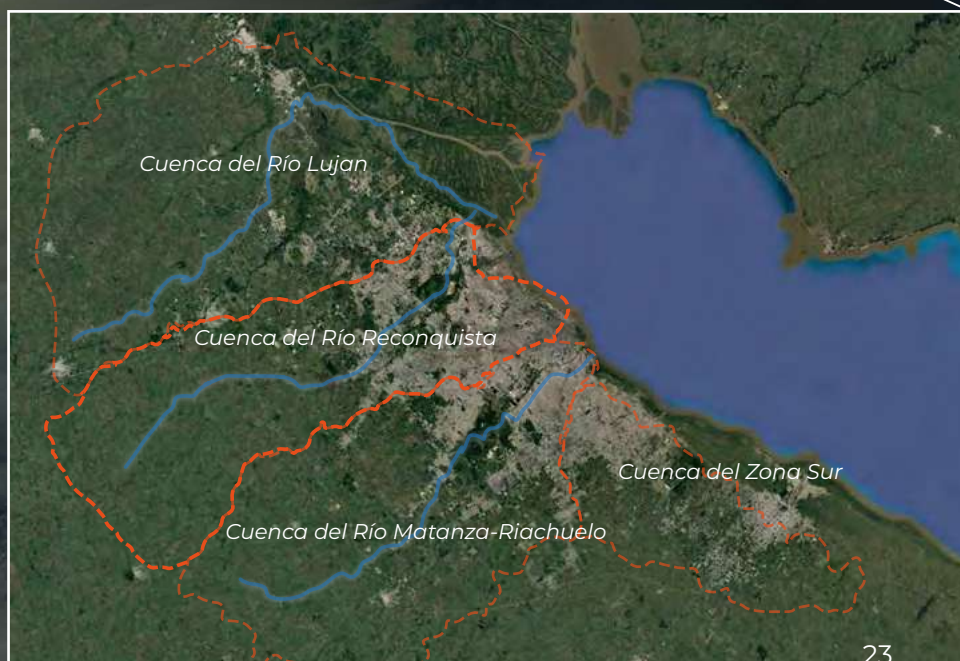 Cuenca del Río Lujan
Cuenca del Río Reconquista
Cuenca del Zona Sur
Cuenca del Río Matanza-Riachuelo
23